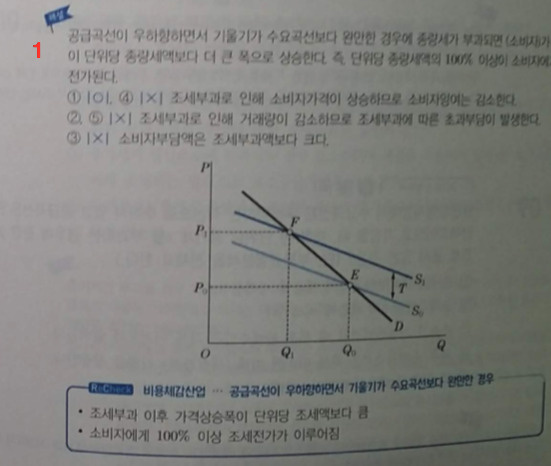 해설
1
공급곡선이 우하향하면서 기울기가 수요곡선보다 완만한 경우에 종량세가 부과되면 (소비자)가
이 단위당 종량세액보다 더 큰 폭으로 상승한다. 즉, 단위당 종량세액의 100% 이상이 소비자에
전가된다.
① |○|, ④ |×| 조세부과로 인해 소비자가격이 상승하므로 소비자잉여는 감소한다.
②, ⑤ |×| 조세부과로 인해 거래량이 감소하므로 조세부과에 따른 초과부담이 발생한다.
③ |×| 소비자부담액은 조세부과액보다 크다.
P
F
P₁
E
S₁
P₀
T
S₀
D
O
Q₁
Q₀
Q
ReCheck 비용체감산업 … 공급곡선이 우하향하면서 기울기가 수요곡선보다 완만한 경우
• 조세부과 이후 가격상승폭이 단위당 조세액보다 큼
• 소비자에게 100% 이상 조세전가가 이루어짐